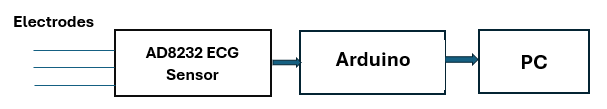 Electrodes
AD8232 ECG
Sensor
Arduino
PC